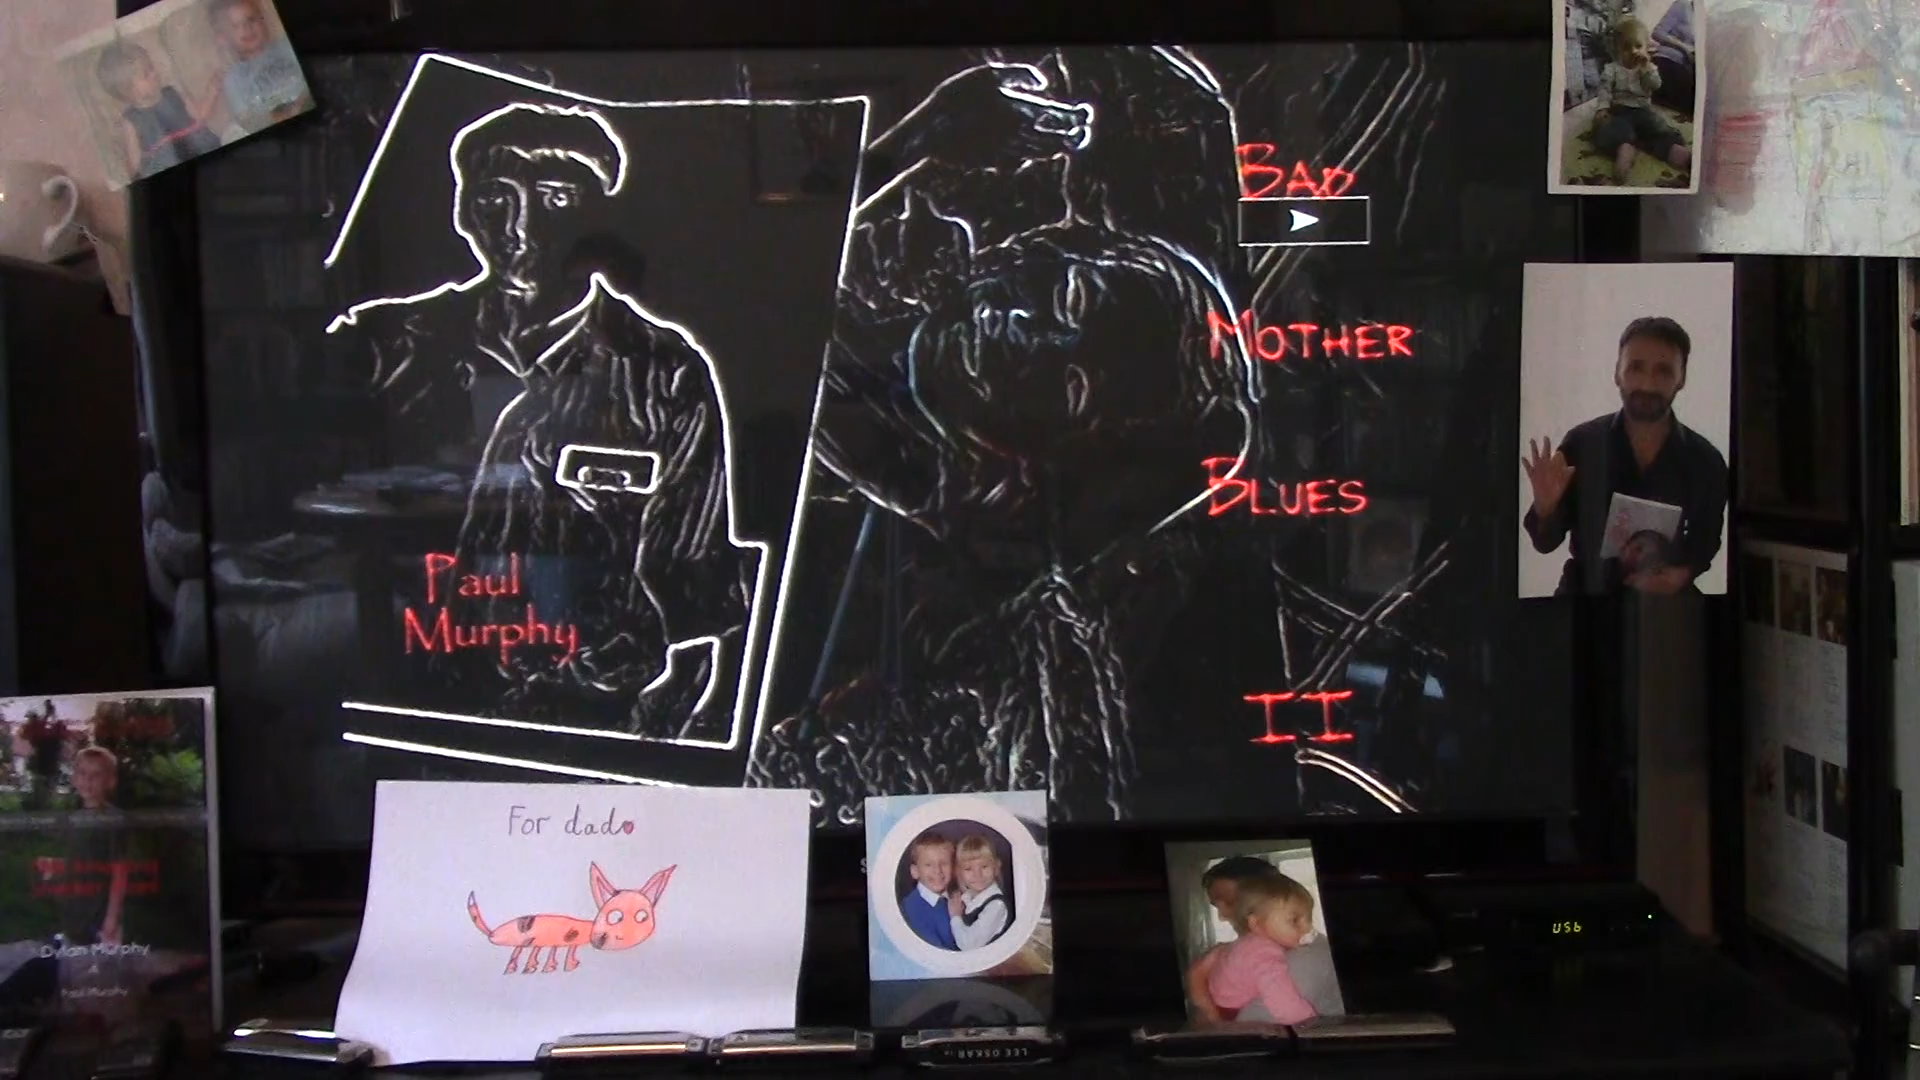 BAD
MOTHER
BLUES
II
Paul
Murphy
For dad
Dylan Murphy
&
Paul Murphy
LEE OSKAR
USb